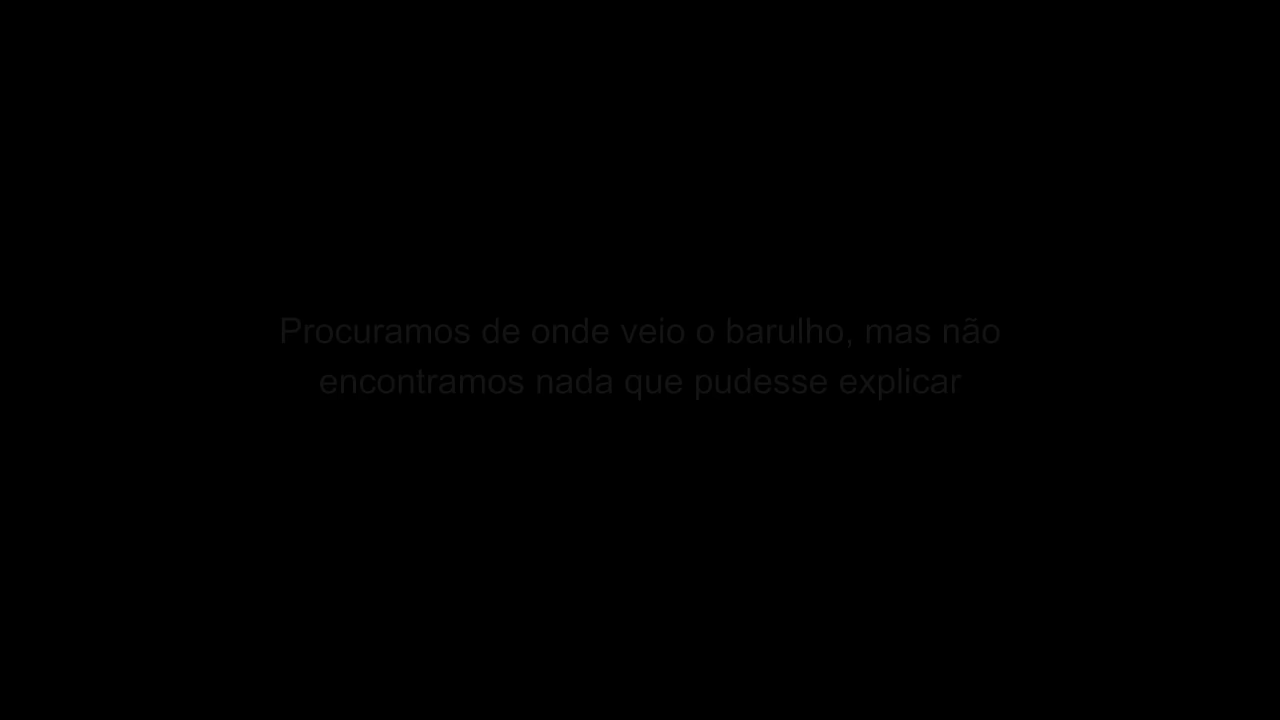 Procuramos de onde veio o barulho, mas não
encontramos nada que pudesse explicar